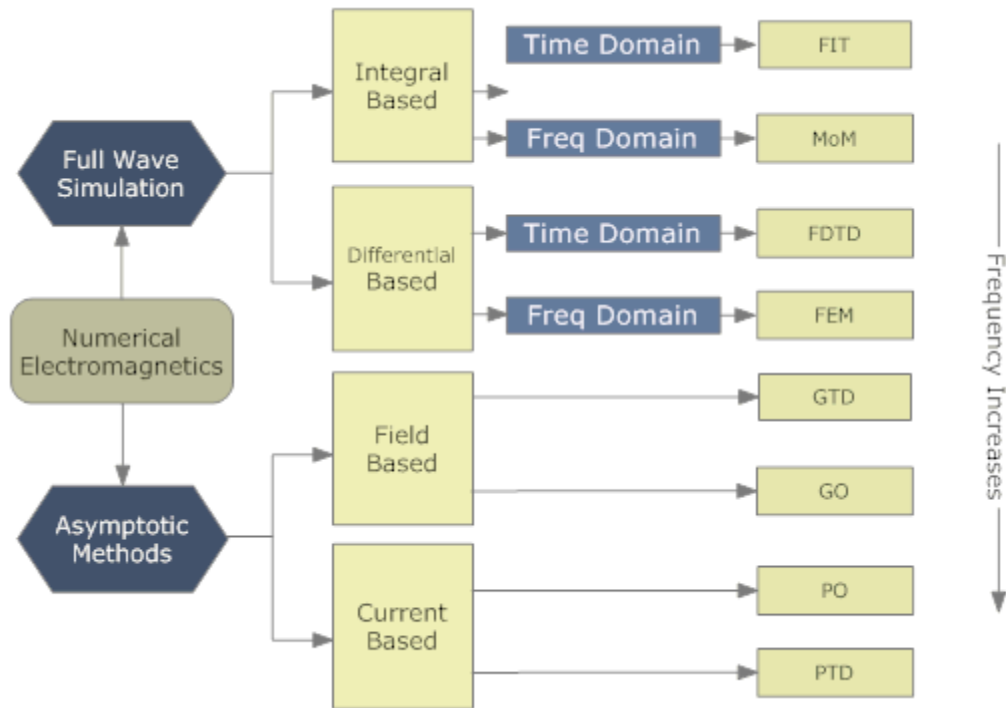 Time Domain
FIT
Integral
Based
Freq Domain
MoM
Full Wave
Simulation
Time Domain
FDTD
Differential
Based
Freq Domain
FEM
Numerical
Electromagnetics
Frequency Increases
GTD
Field
Based
GO
Asymptotic
Methods
PO
Current
Based
PTD